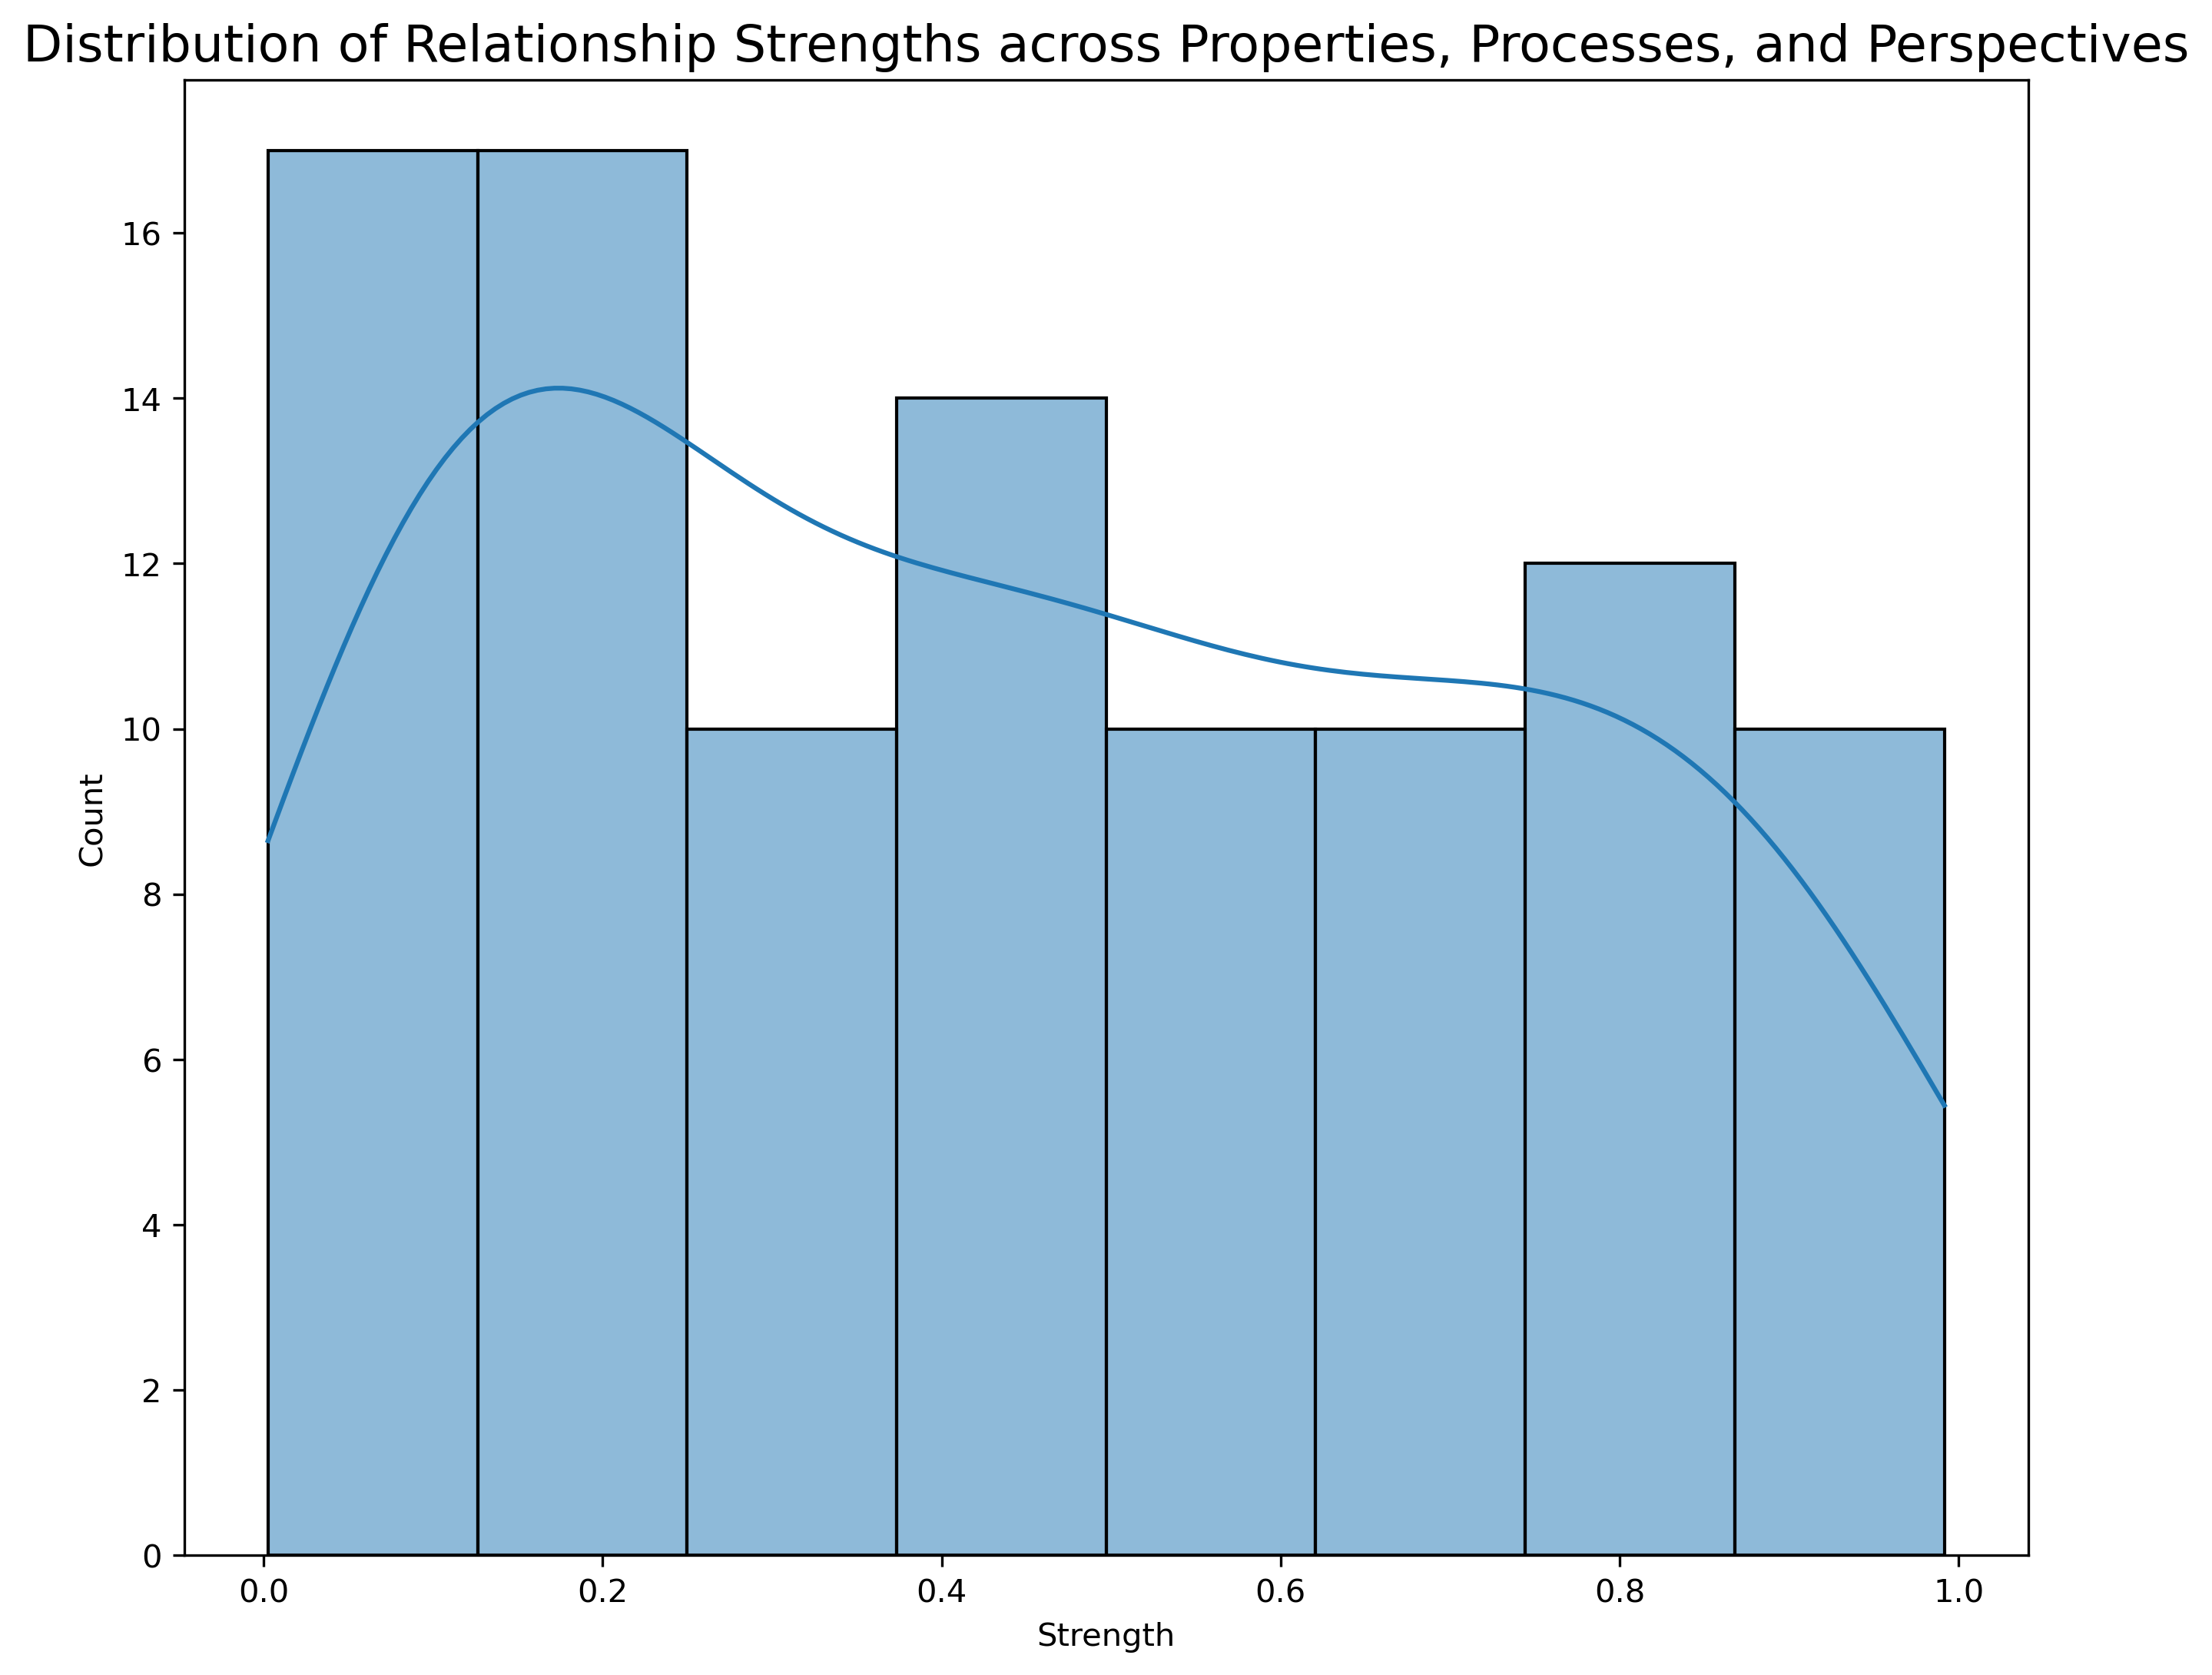 Distribution of Relationship Strengths across Properties, Processes, and Perspectives
16
14
12
10
8
6
4
2
0
Count
0.0 0.2 0.4 0.6 0.8 1.0
Strength